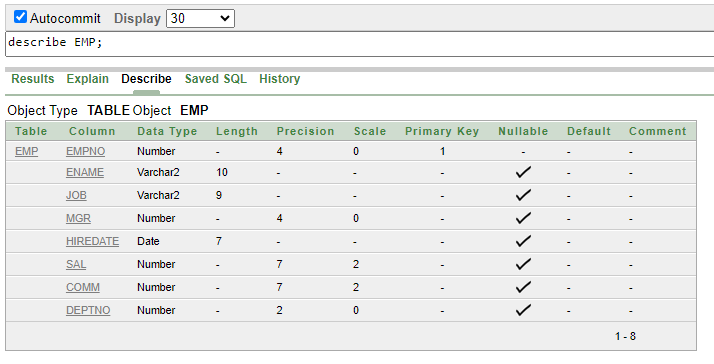 Autocommit Display 30
describe EMP;
Results Explain Describe Saved SQL History
Object Type TABLE Object EMP
Table Column Data Type Length Precision Scale Primary Key Nullable Default Comment
EMP EMPNO Number - 4 0 1 - - -
ENAME Varchar2 10 - - - - -
JOB Varchar2 9 - - - - -
MGR Number - 4 0 - - -
HIREDATE Date 7 - - - - -
SAL Number - 7 2 - - -
COMM Number - 7 2 - - -
DEPTNO Number - 2 0 - - -
1 - 8